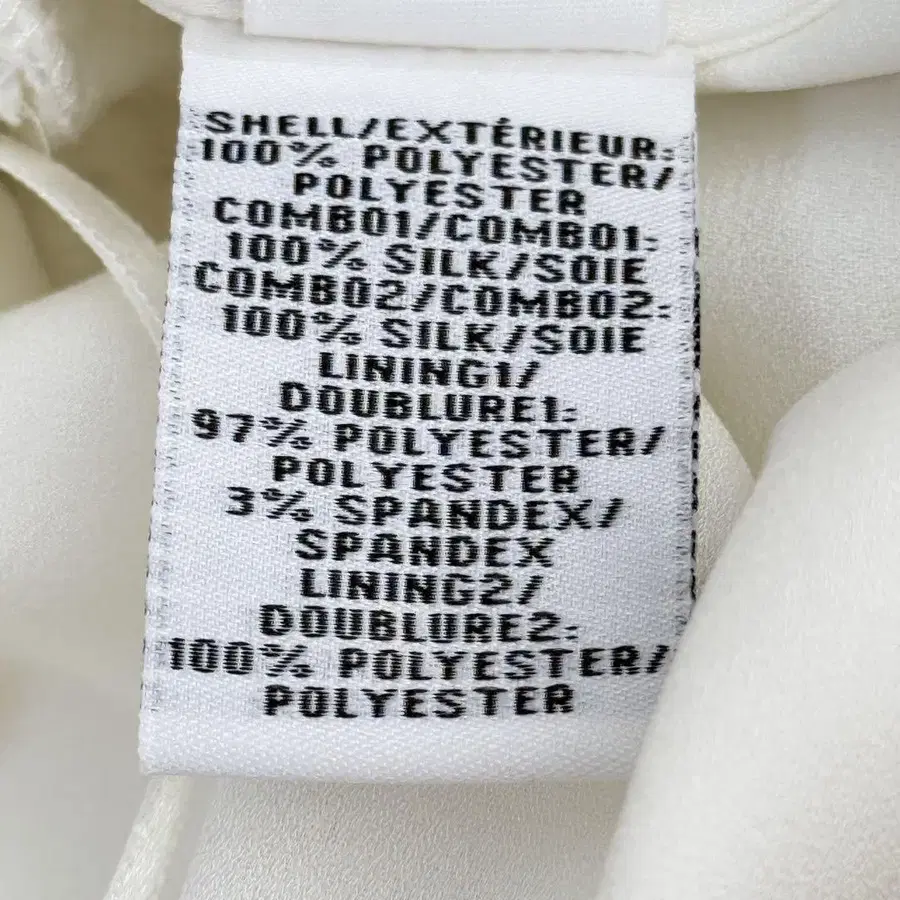 SHELL/EXTÉRIEUR:
100% POLYESTER/
POLYESTER
COMBO1/COMBO1:
100% SILK/SOIE
COMBO2/COMBO2:
100% SILK/SOIE
LINING1/
DOUBLURE1:
97% POLYESTER/
POLYESTER
3% SPANDEX/
SPANDEX
LINING2/
DOUBLURE2:
100% POLYESTER/
POLYESTER